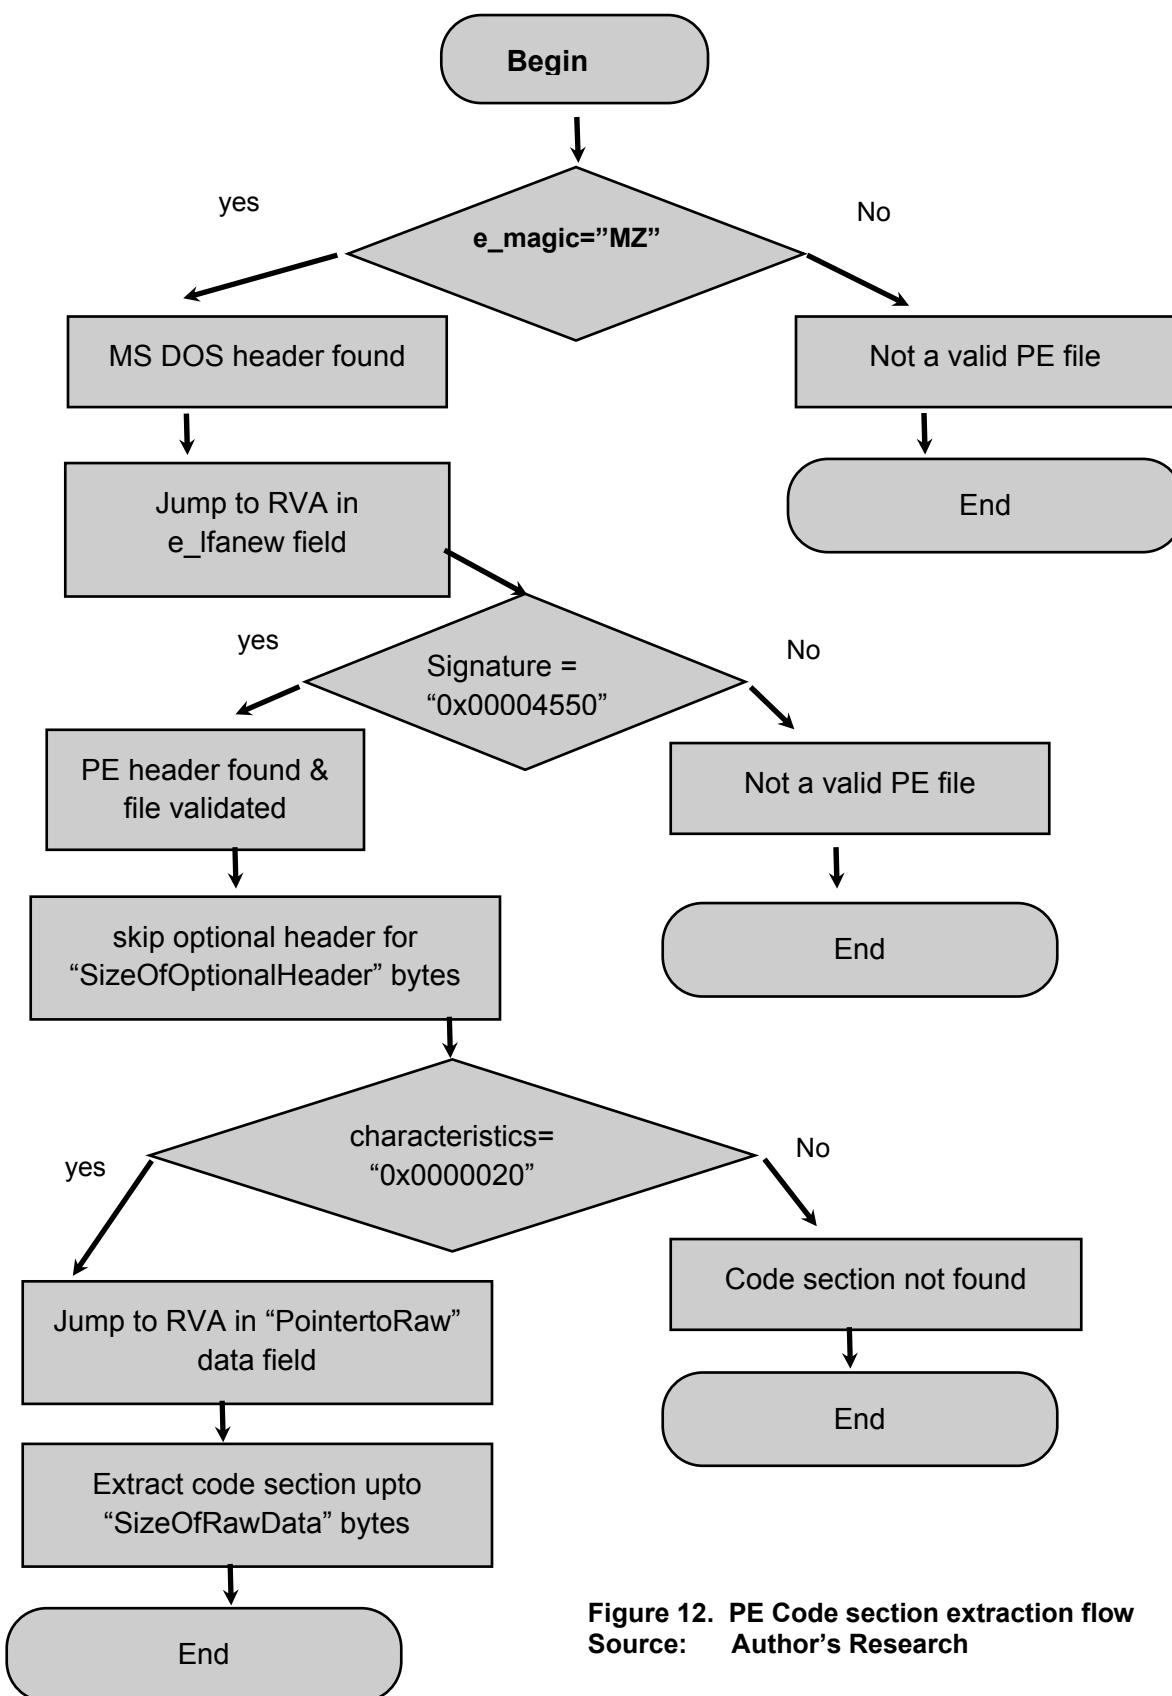 Begin
e_magic=”MZ”
yes
No
MS DOS header found
Not a valid PE file
Jump to RVA in
e_lfanew field
End
Signature =
“0x00004550”
yes
No
PE header found &
file validated
Not a valid PE file
skip optional header for
“SizeOfOptionalHeader” bytes
End
characteristics=
“0x0000020”
yes
No
Jump to RVA in “PointertoRaw”
data field
Code section not found
Extract code section upto
“SizeOfRawData” bytes
End
End
Figure 12. PE Code section extraction flow
Source: Author’s Research